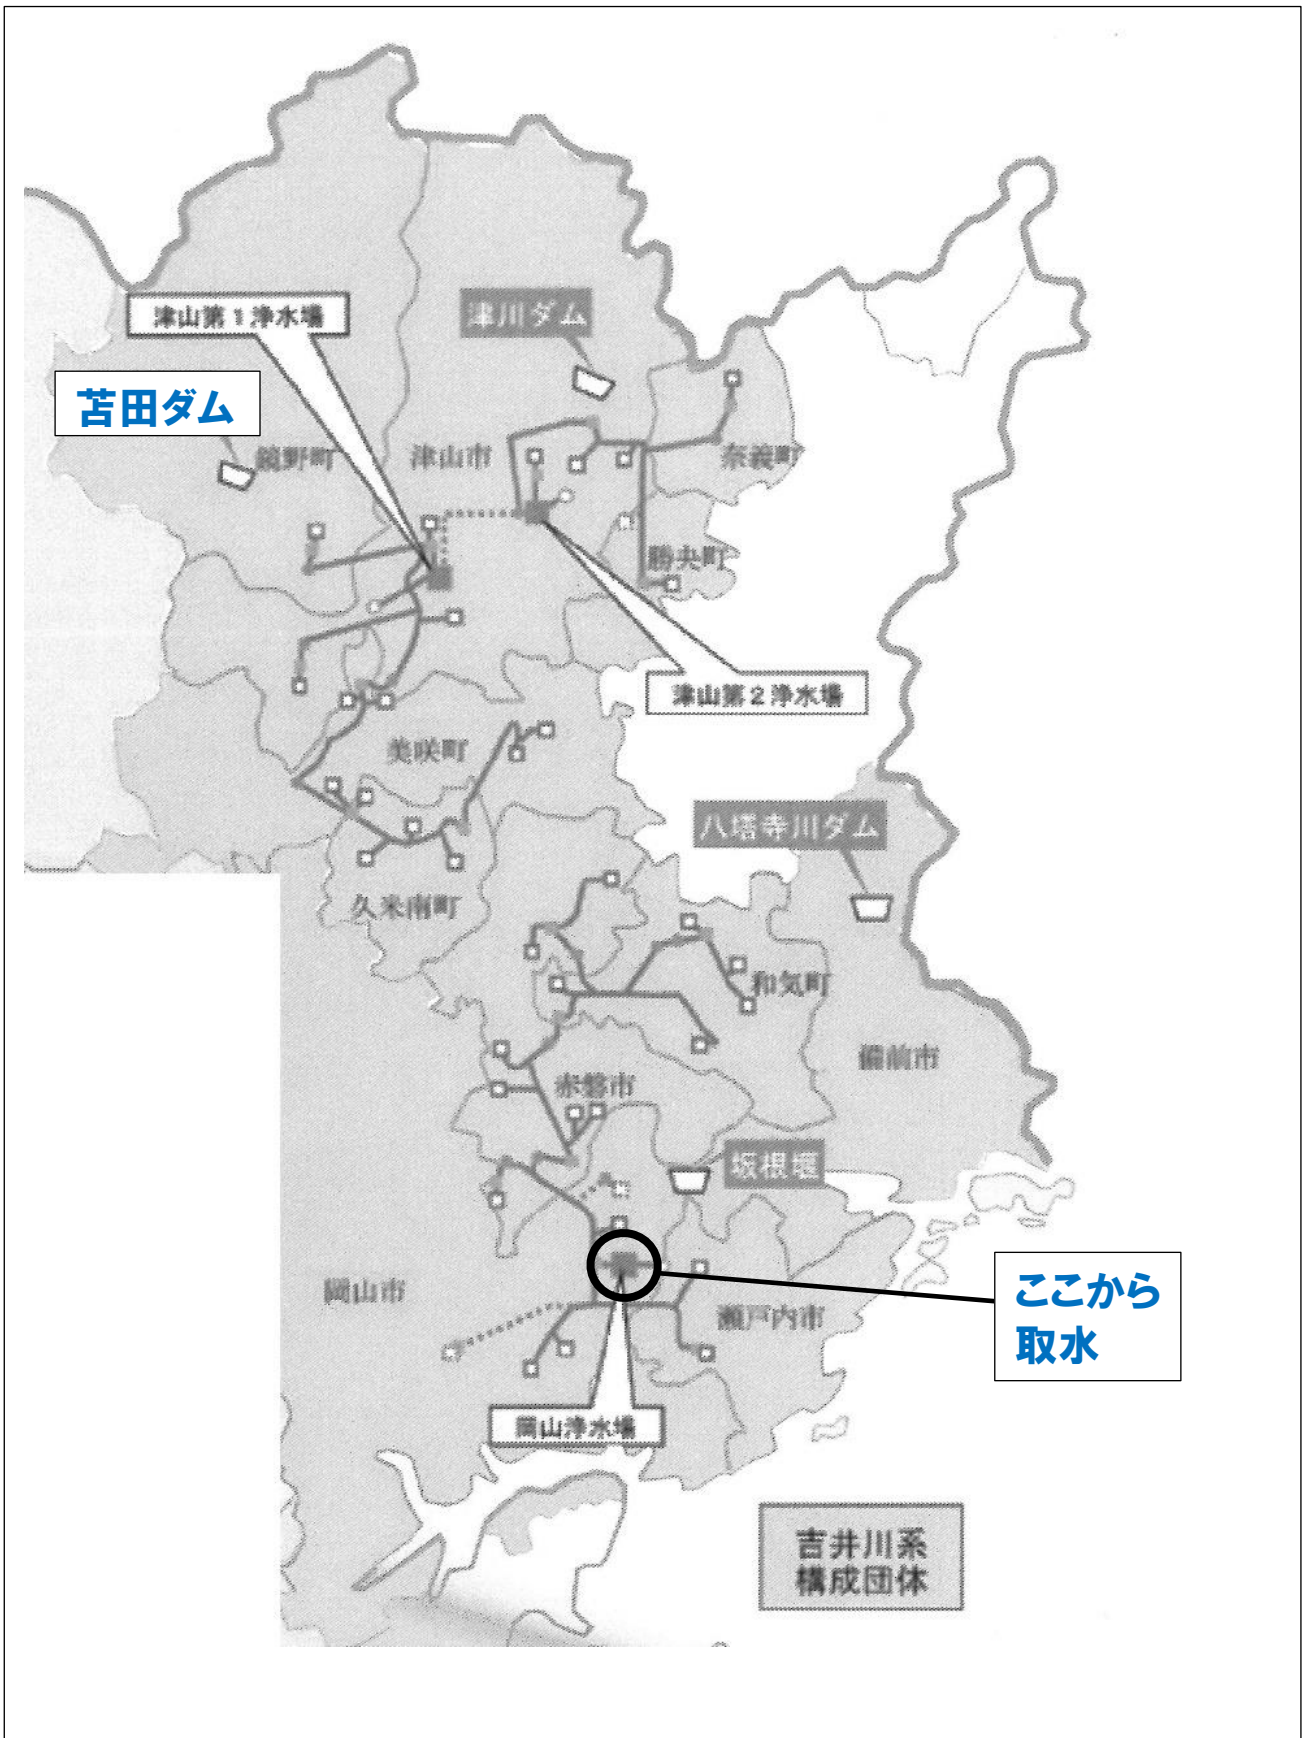 津山第1浄水場
津川ダム
苫田ダム
鏡野町
津山市
奈義町
勝央町
津山第2浄水場
美咲町
八塔寺川ダム
久米南町
和気町
備前市
赤磐市
坂根堰
ここから
取水
岡山市
瀬戸内市
岡山浄水場
吉井川系
構成団体